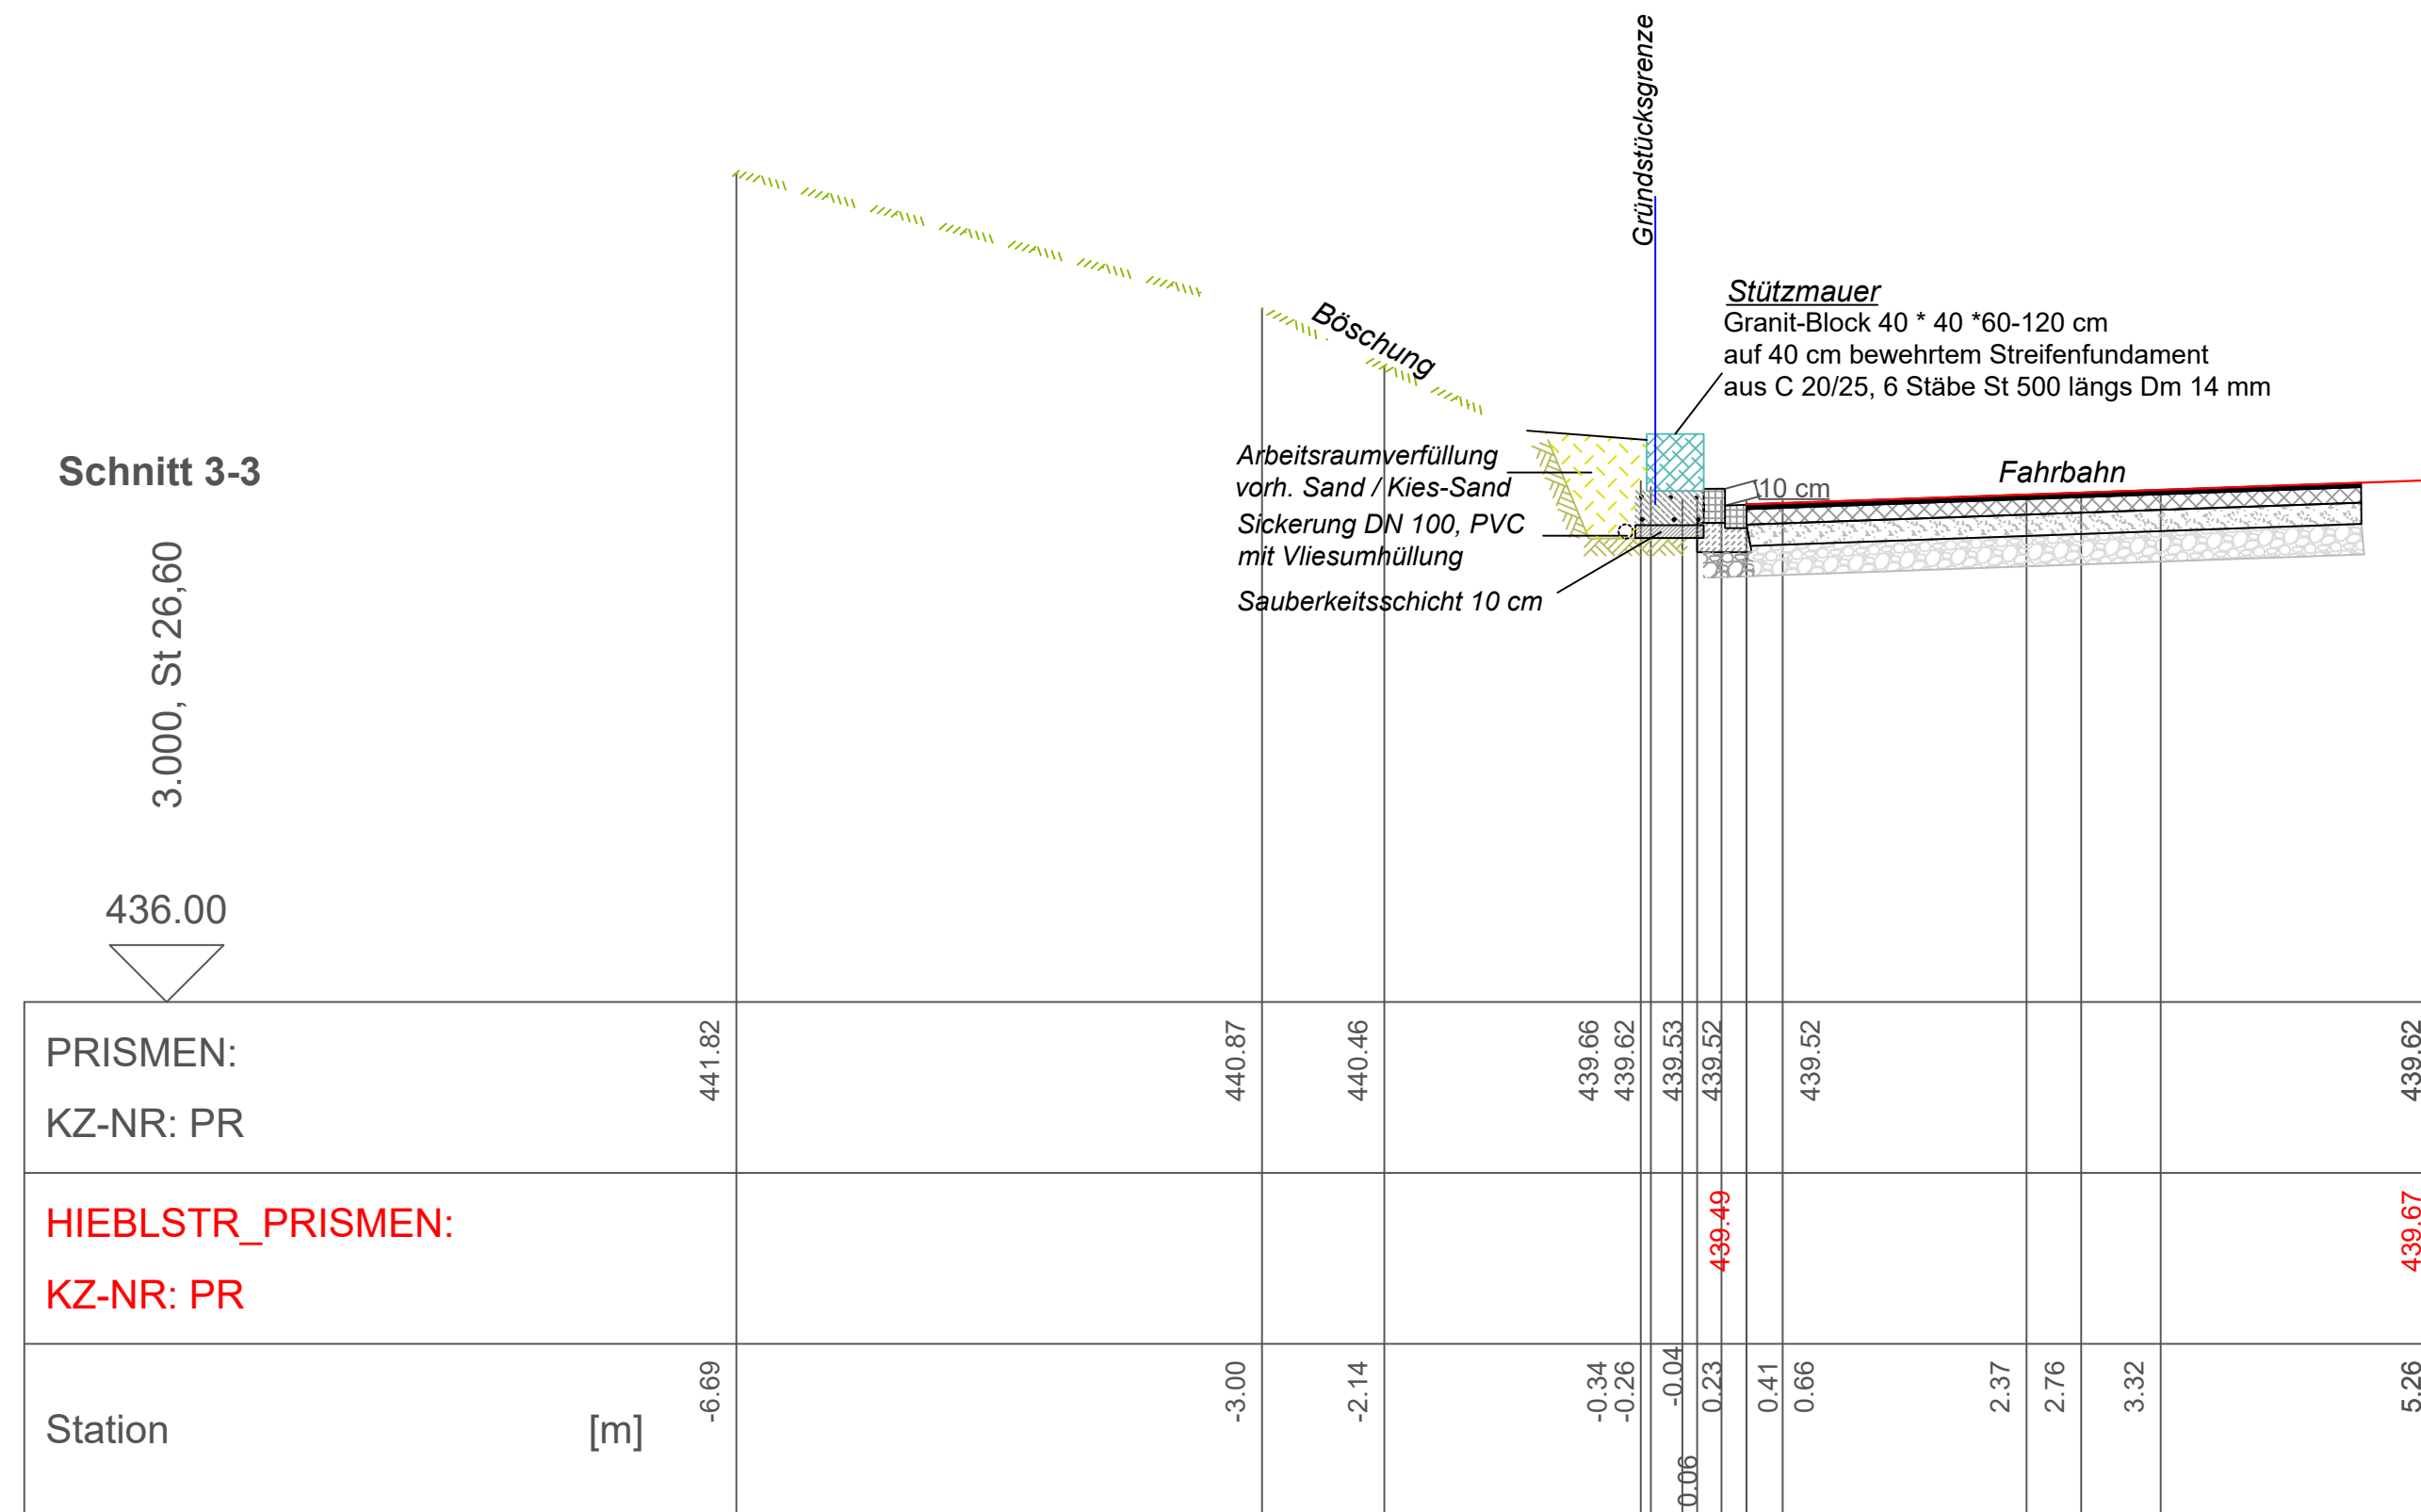 Gründstücksgrenze
Stützmauer
Granit-Block 40 * 40 *60-120 cm
auf 40 cm bewehrtem Streifenfundament
aus C 20/25, 6 Stäbe St 500 längs Dm 14 mm
Böschung
Schnitt 3-3
Arbeitsraumverfüllung
vorh. Sand / Kies-Sand
Sickerung DN 100, PVC
mit Vliesumhüllung
Sauberkeitsschicht 10 cm
10 cm
Fahrbahn
3.000, St 26,60
436.00
PRISMEN:
KZ-NR: PR
441.82
440.87
440.46
439.66
439.62
439.53
439.52
439.52
439.62
HIEBLSTR_PRISMEN:
KZ-NR: PR
439.49
439.67
Station [m]
-6.69
-3.00
-2.14
-0.34
-0.26
-0.04
0.06
0.23
0.41
0.66
2.37
2.76
3.32
5.26